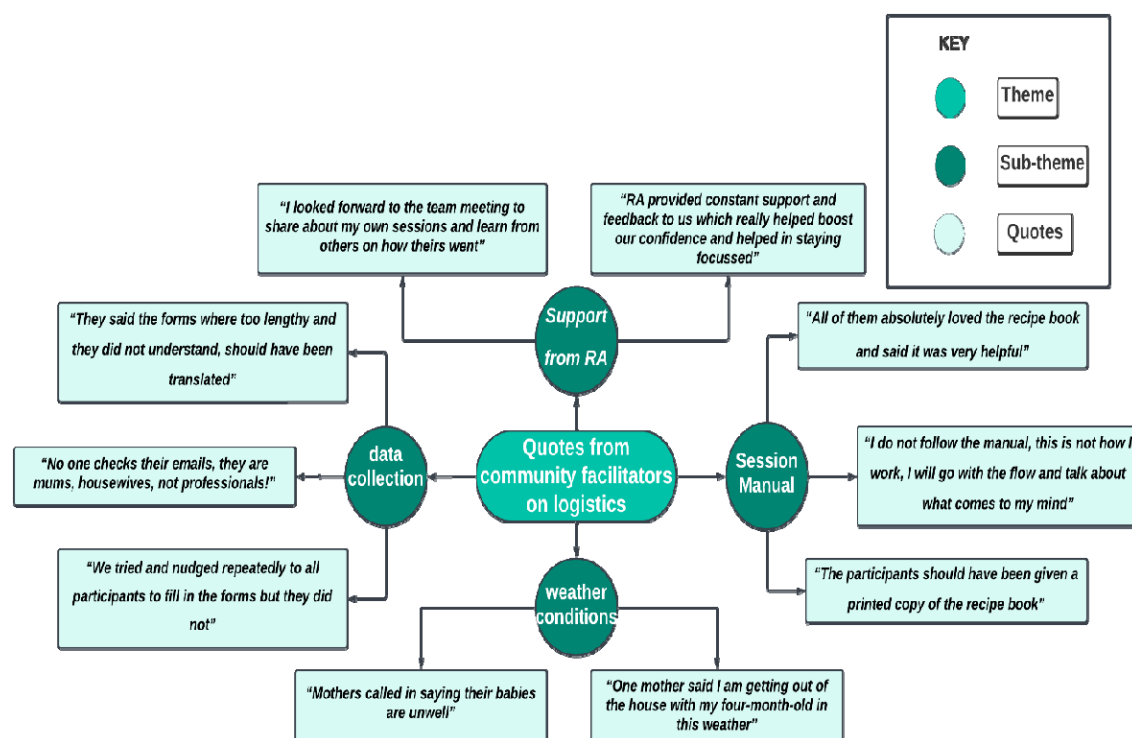 KEY
Theme
Sub-theme
Quotes
“I looked forward to the team meeting to
share about my own sessions and learn from
others on how theirs went”
“RA provided constant support and
feedback to us which really helped boost
our confidence and helped in staying
focussed”
Support
from RA
“They said the forms where too lengthy and
they did not understand, should have been
translated”
“All of them absolutely loved the recipe book
and said it was very helpful”
“No one checks their emails, they are
mums, housewives, not professionals!”
data
collection
Quotes from
community facilitators
on logistics
Session
Manual
“I do not follow the manual, this is not how I
work, I will go with the flow and talk about
what comes to my mind”
“We tried and nudged repeatedly to all
participants to fill in the forms but they did
not”
weather
conditions
“The participants should have been given a
printed copy of the recipe book”
“Mothers called in saying their babies
are unwell”
“One mother said I am getting out of
the house with my four-month-old in
this weather”